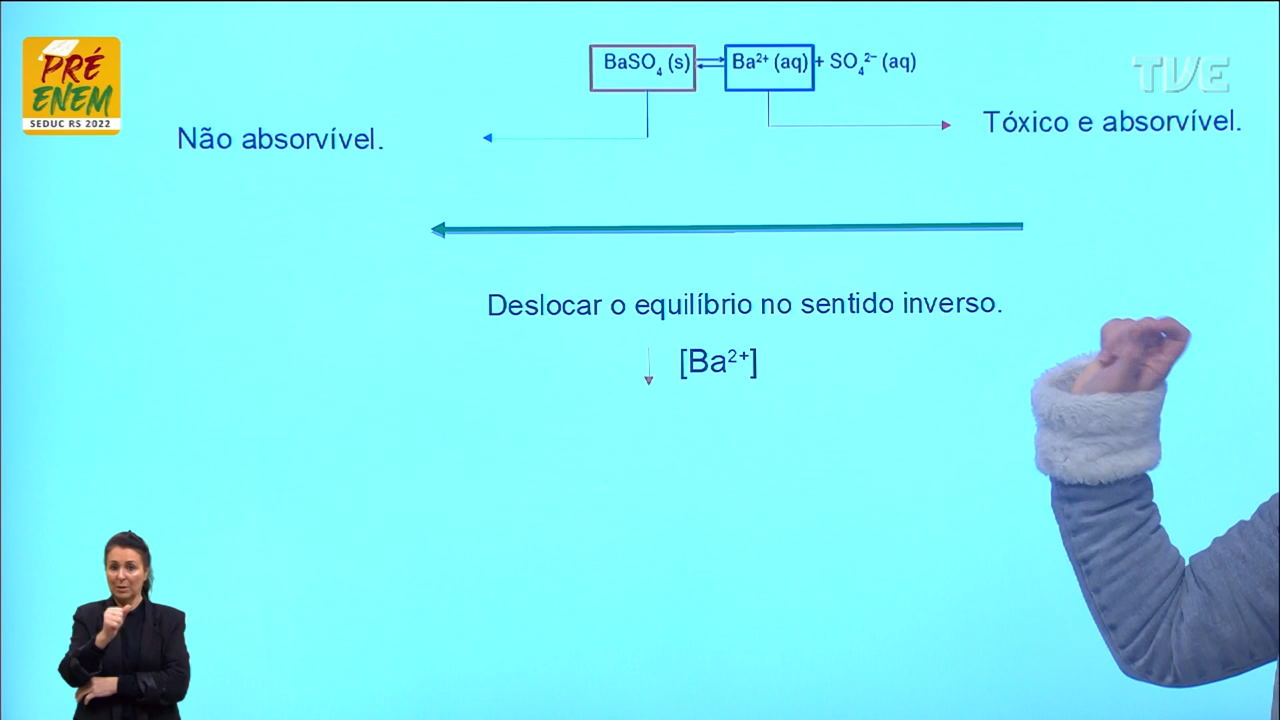 PRÉ
ENEM
SEDUC RS 2022
BaSO₄ (s) ⇌ Ba²⁺ (aq) + SO₄²⁻ (aq)
TVE
Não absorvível.
Tóxico e absorvível.
Deslocar o equilíbrio no sentido inverso.
↓ [Ba²⁺]